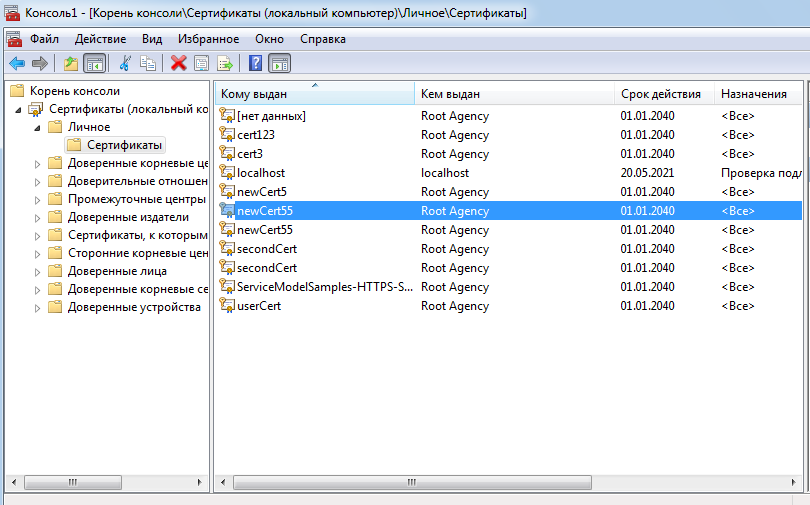 Консоль1 - [Корень консоли\Сертификаты (локальный компьютер)\Личное\Сертификаты]
Файл Действие Вид Избранное Окно Справка
Корень консоли
Сертификаты (локальный ко
Личное
Сертификаты
Доверенные корневые це
Доверительные отношен
Промежуточные центры
Доверенные издатели
Сертификаты, к которым
Сторонние корневые цен
Доверенные лица
Доверенные корневые се
Доверенные устройства
Кому выдан Кем выдан Срок действия Назначения
[нет данных] Root Agency 01.01.2040 <Все>
cert123 Root Agency 01.01.2040 <Все>
cert3 Root Agency 01.01.2040 <Все>
localhost localhost 20.05.2021 Проверка подл
newCert5 Root Agency 01.01.2040 <Все>
newCert55 Root Agency 01.01.2040 <Все>
newCert55 Root Agency 01.01.2040 <Все>
secondCert Root Agency 01.01.2040 <Все>
secondCert Root Agency 01.01.2040 <Все>
ServiceModelSamples-HTTPS-S... Root Agency 01.01.2040 <Все>
userCert Root Agency 01.01.2040 <Все>